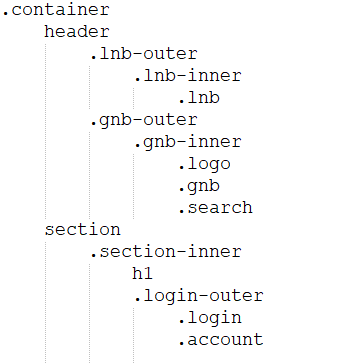 .container
header
.lnb-outer
.lnb-inner
.lnb
.gnb-outer
.gnb-inner
.logo
.gnb
.search
section
.section-inner
h1
.login-outer
.login
.account